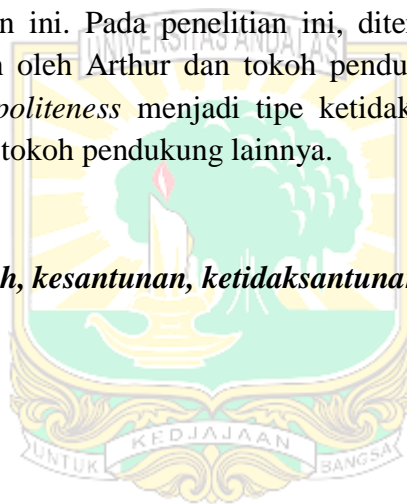 n ini. Pada penelitian ini, dite
UNIVERSITAS ANDALAS
oleh Arthur dan tokoh pendu
politeness menjadi tipe ketidak
tokoh pendukung lainnya.
h, kesantunan, ketidaksantuna
KEDJAJAAN
UNTUK
BANGSA